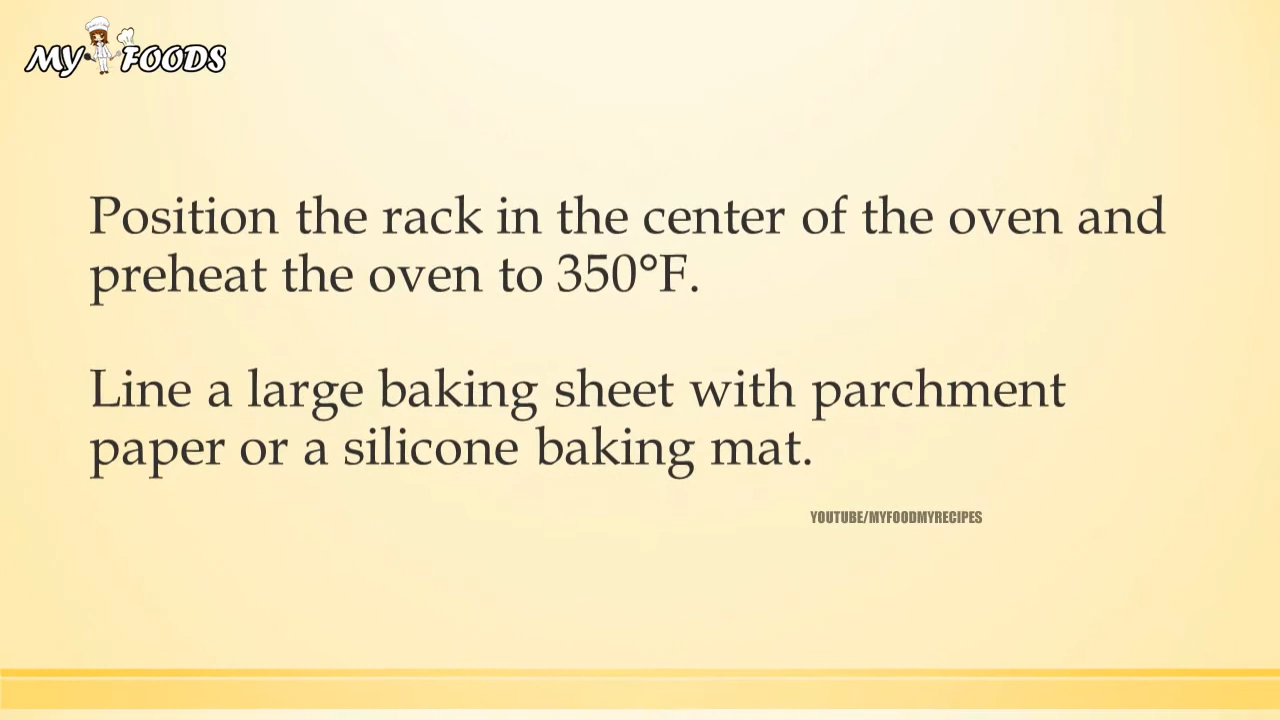 MY FOODS
Position the rack in the center of the oven and
preheat the oven to 350°F.
Line a large baking sheet with parchment
paper or a silicone baking mat.
YOUTUBE/MYFOODMYRECIPES